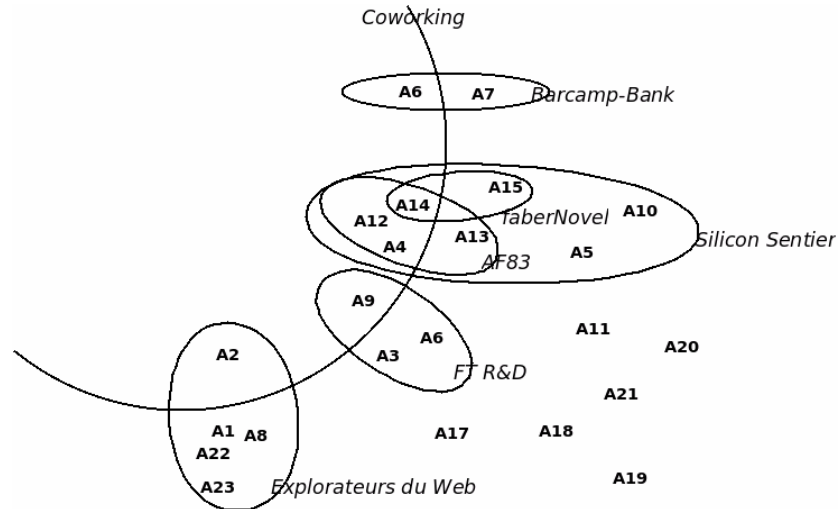 Coworking
A6
A7
Barcamp-Bank
A15
A14
A10
faberNovel
A12
A13
A4
A5
Silicon Sentier
AF83
A9
A11
A6
A20
A2
A3
FT R&D
A21
A1
A8
A17
A18
A22
A19
A23
Explorateurs du Web